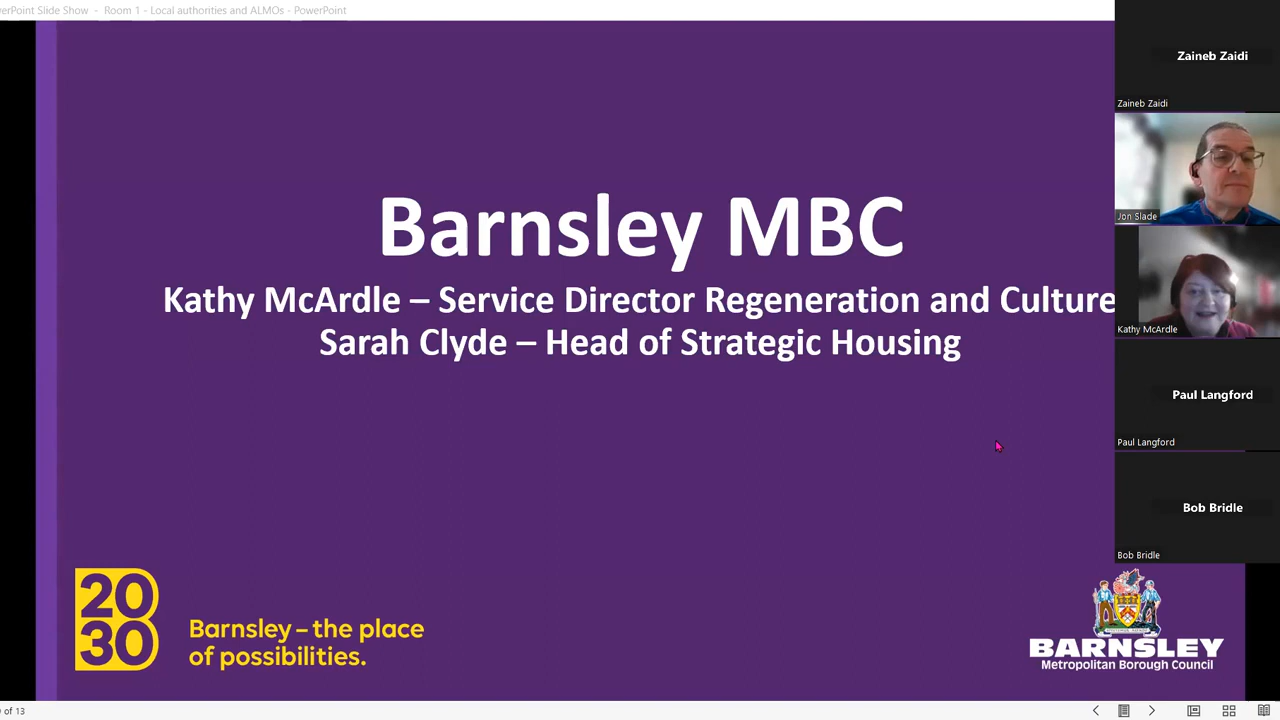 PowerPoint Slide Show - Room 1 - Local authorities and ALMOs - PowerPoint
Barnsley MBC
Kathy McArdle – Service Director Regeneration and Culture
Sarah Clyde – Head of Strategic Housing
20
30
Barnsley – the place
of possibilities.
BARNSLEY
Metropolitan Borough Council
Zaineb Zaidi
Zaineb Zaidi
Jon Slade
Kathy McArdle
Paul Langford
Paul Langford
Bob Bridle
Bob Bridle
of 13